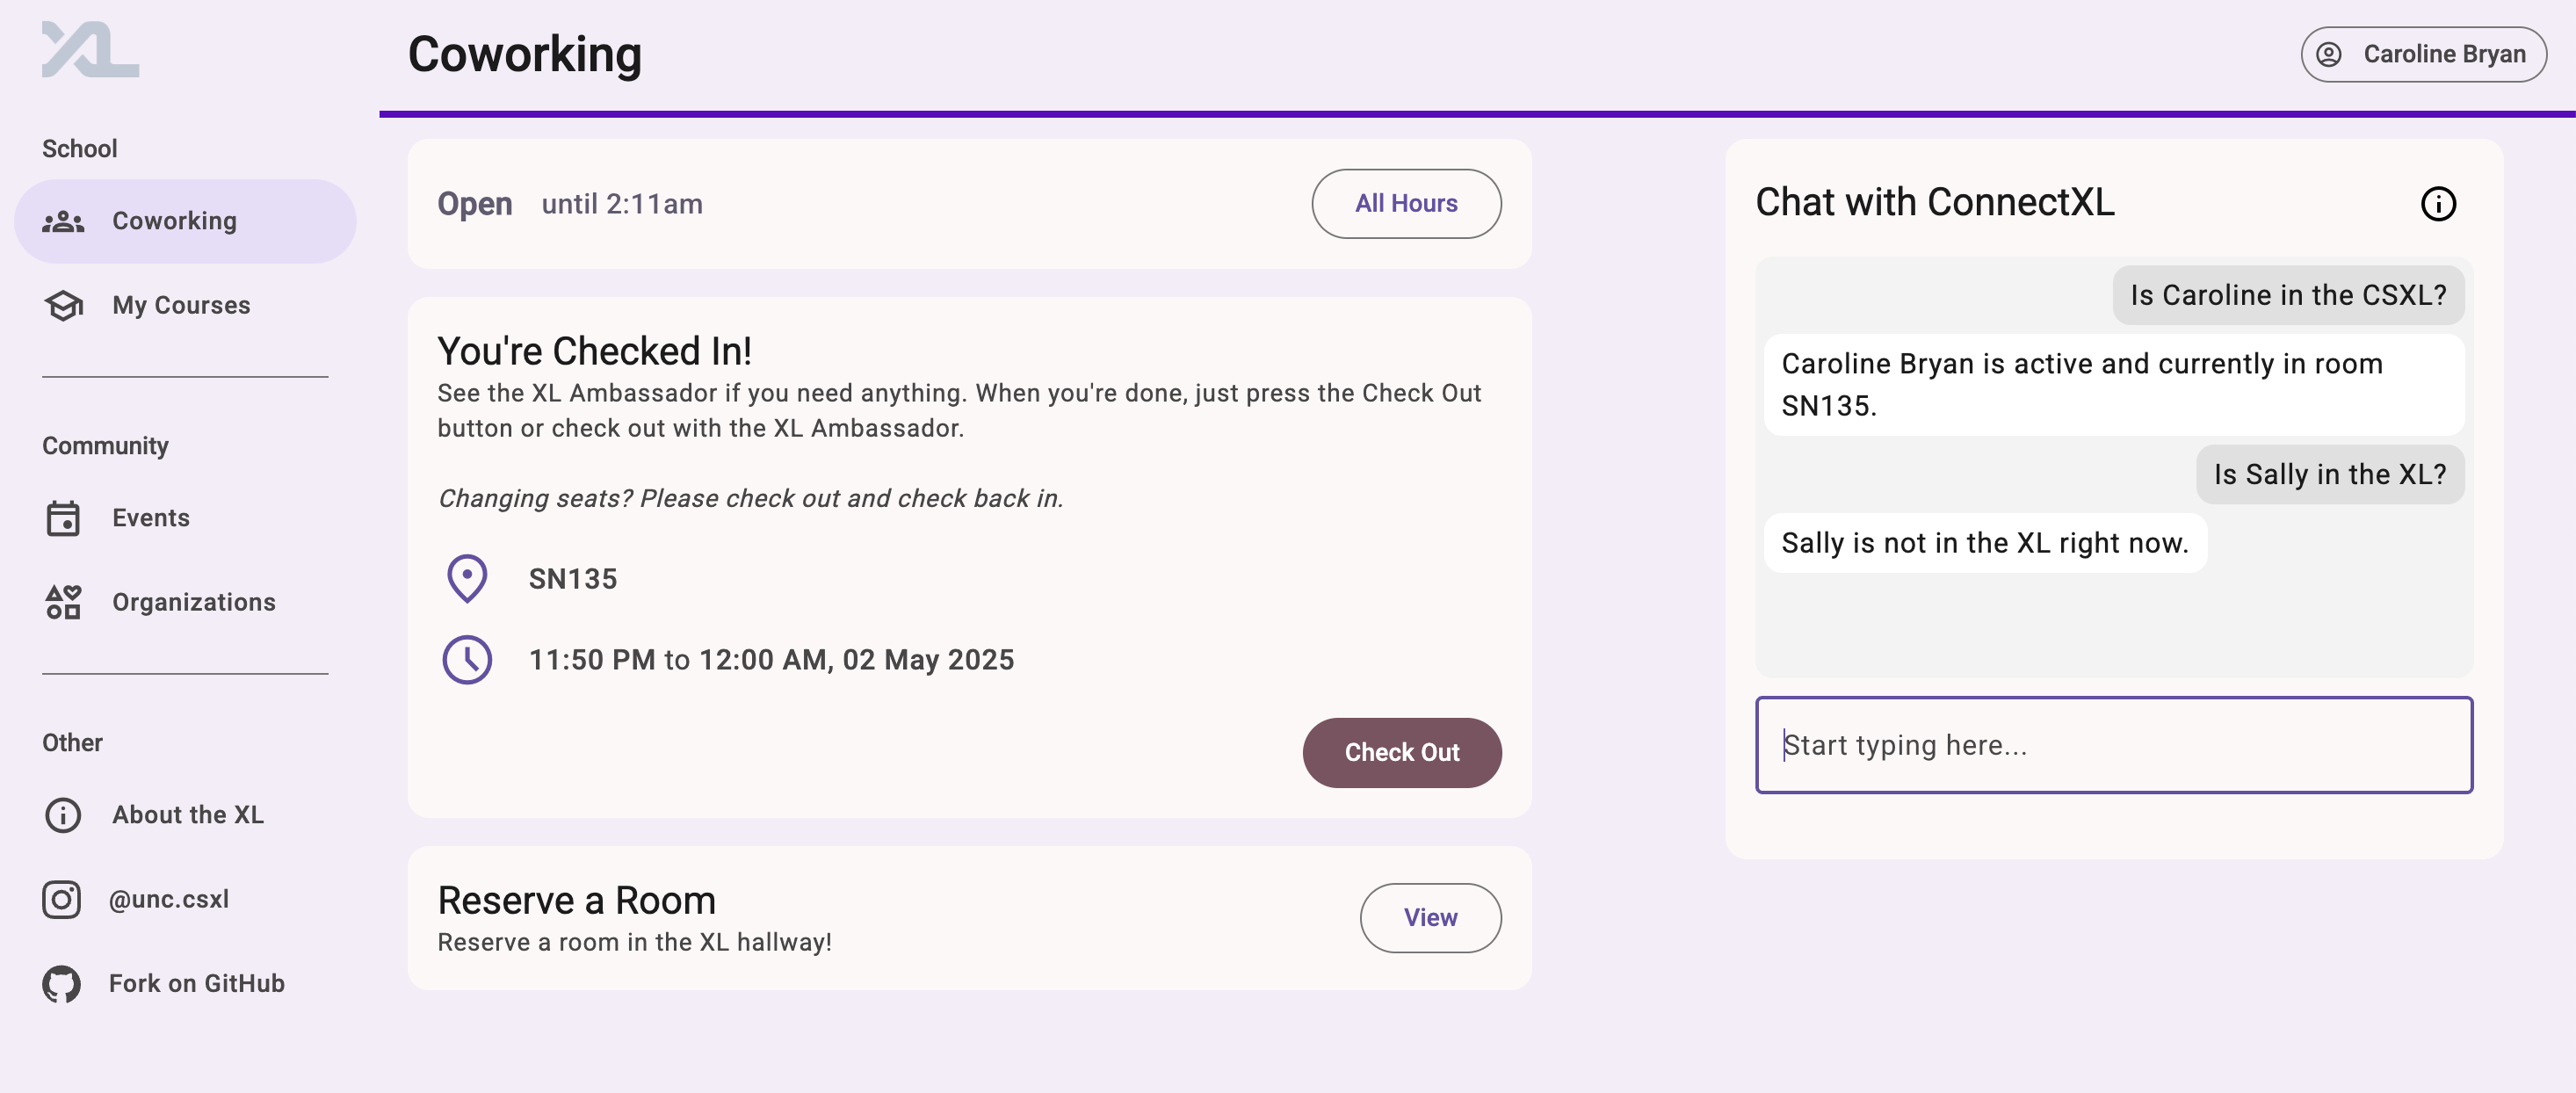 XL
School
Coworking
My Courses
Community
Events
Organizations
Other
About the XL
@unc.csxl
Fork on GitHub
Coworking
Caroline Bryan
Open until 2:11am
All Hours
You're Checked In!
See the XL Ambassador if you need anything. When you're done, just press the Check Out
button or check out with the XL Ambassador.
Changing seats? Please check out and check back in.
SN135
11:50 PM to 12:00 AM, 02 May 2025
Check Out
Reserve a Room
Reserve a room in the XL hallway!
View
Chat with ConnectXL
Is Caroline in the CSXL?
Caroline Bryan is active and currently in room
SN135.
Is Sally in the XL?
Sally is not in the XL right now.
Start typing here...